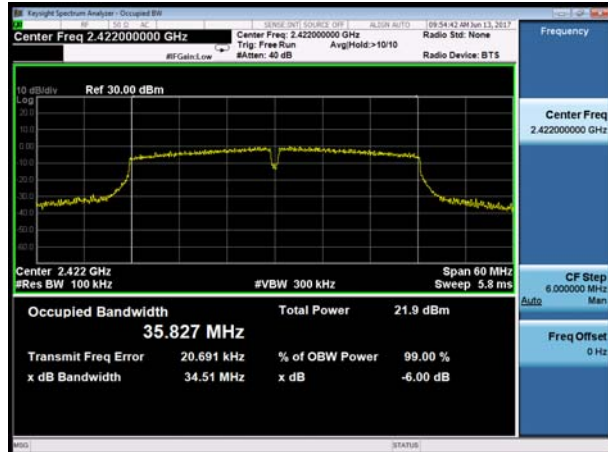 Keysight Spectrum Analyzer - Occupied BW
RF 50 Ω AC SENSE:INT SOURCE OFF ALIGN AUTO 09:54:42 AM Jun 13, 2017
Center Freq 2.422000000 GHz
Center Freq: 2.422000000 GHz
Radio Std: None
Trig: Free Run Avg|Hold:>10/10
#IFGain:Low
#Atten: 40 dB
Radio Device: BTS
Frequency
10 dB/div Ref 30.00 dBm
Log
20.0
10.0
0.00
-10.0
-20.0
-30.0
-40.0
-50.0
-60.0
Center 2.422 GHz
Span 60 MHz
#Res BW 100 kHz
#VBW 300 kHz
Sweep 5.8 ms
Occupied Bandwidth
35.827 MHz
Total Power 21.9 dBm
Transmit Freq Error 20.691 kHz
% of OBW Power 99.00 %
x dB Bandwidth 34.51 MHz
x dB -6.00 dB
Center Freq
2.422000000 GHz
CF Step
6.000000 MHz
Auto Man
Freq Offset
0 Hz
MSG
STATUS